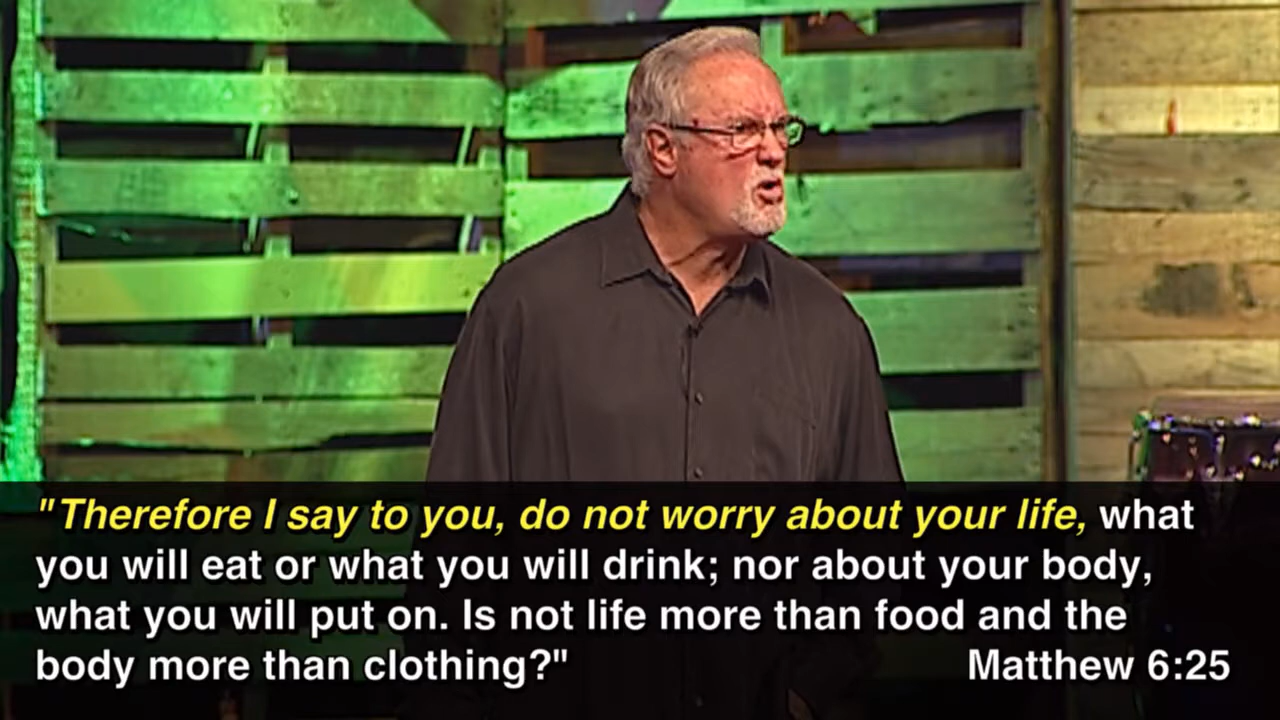 "Therefore I say to you, do not worry about your life, what
you will eat or what you will drink; nor about your body,
what you will put on. Is not life more than food and the
body more than clothing?" Matthew 6:25